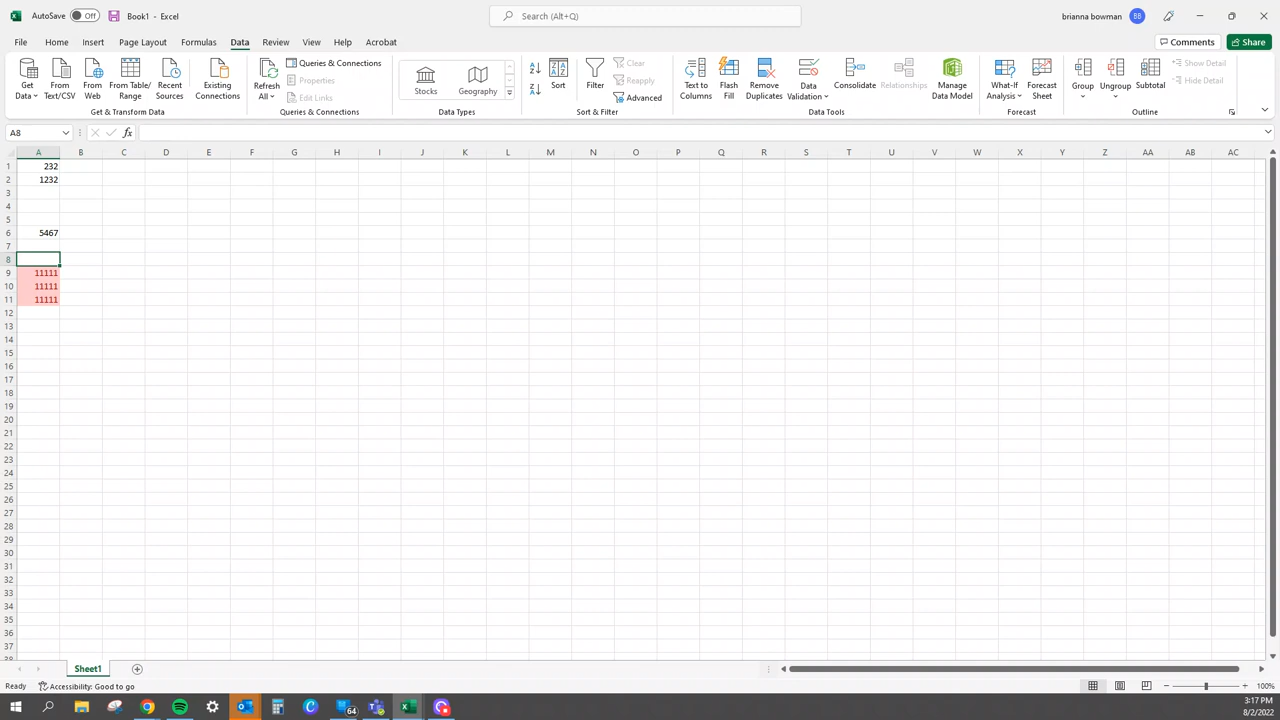 AutoSave Off Book1 - Excel Search (Alt+Q) brianna bowman BB
File Home Insert Page Layout Formulas Data Review View Help Acrobat Comments Share
Get Data From Text/CSV From Web From Table/ Range Recent Sources Existing Connections
Get & Transform Data
Refresh All Queries & Connections Properties Edit Links
Queries & Connections
Stocks Geography
Data Types
Sort Filter Clear Reapply Advanced
Sort & Filter
Text to Columns Flash Fill Remove Duplicates Data Validation Consolidate Relationships Manage Data Model
Data Tools
What-If Analysis Forecast Sheet
Forecast
Group Ungroup Subtotal Show Detail Hide Detail
Outline
A8 fx
A B C D E F G H I J K L M N O P Q R S T U V W X Y Z AA AB AC
1 232
2 1232
3
4
5
6 5467
7
8
9 11111
10 11111
11 11111
12
13
14
15
16
17
18
19
20
21
22
23
24
25
26
27
28
29
30
31
32
33
34
35
36
37
38
Sheet1
Ready Accessibility: Good to go 100%
64
3:17 PM
8/2/2022